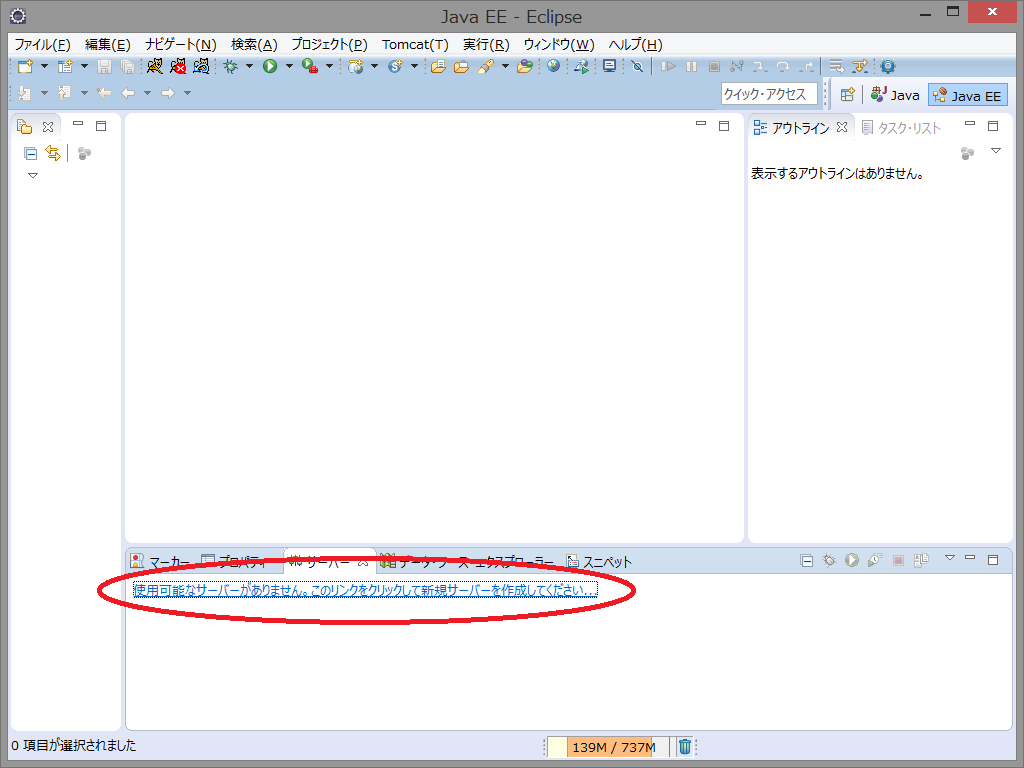 Java EE - Eclipse
ファイル(F) 編集(E) ナビゲート(N) 検索(A) プロジェクト(P) Tomcat(T) 実行(R) ウィンドウ(W) ヘルプ(H)
クイック・アクセス Java Java EE
アウトライン タスク・リスト
表示するアウトラインはありません。
マーカー プロパティー サーバー データ・ソース・エクスプローラー スニペット
使用可能なサーバーがありません。このリンクをクリックして新規サーバーを作成してください...
0 項目が選択されました 139M / 737M